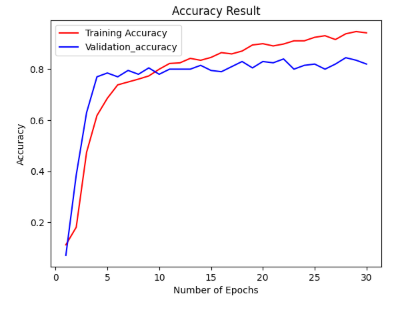 Accuracy Result
Training Accuracy
Validation_accuracy
Accuracy
0.8
0.6
0.4
0.2
0
5
10
15
20
25
30
Number of Epochs